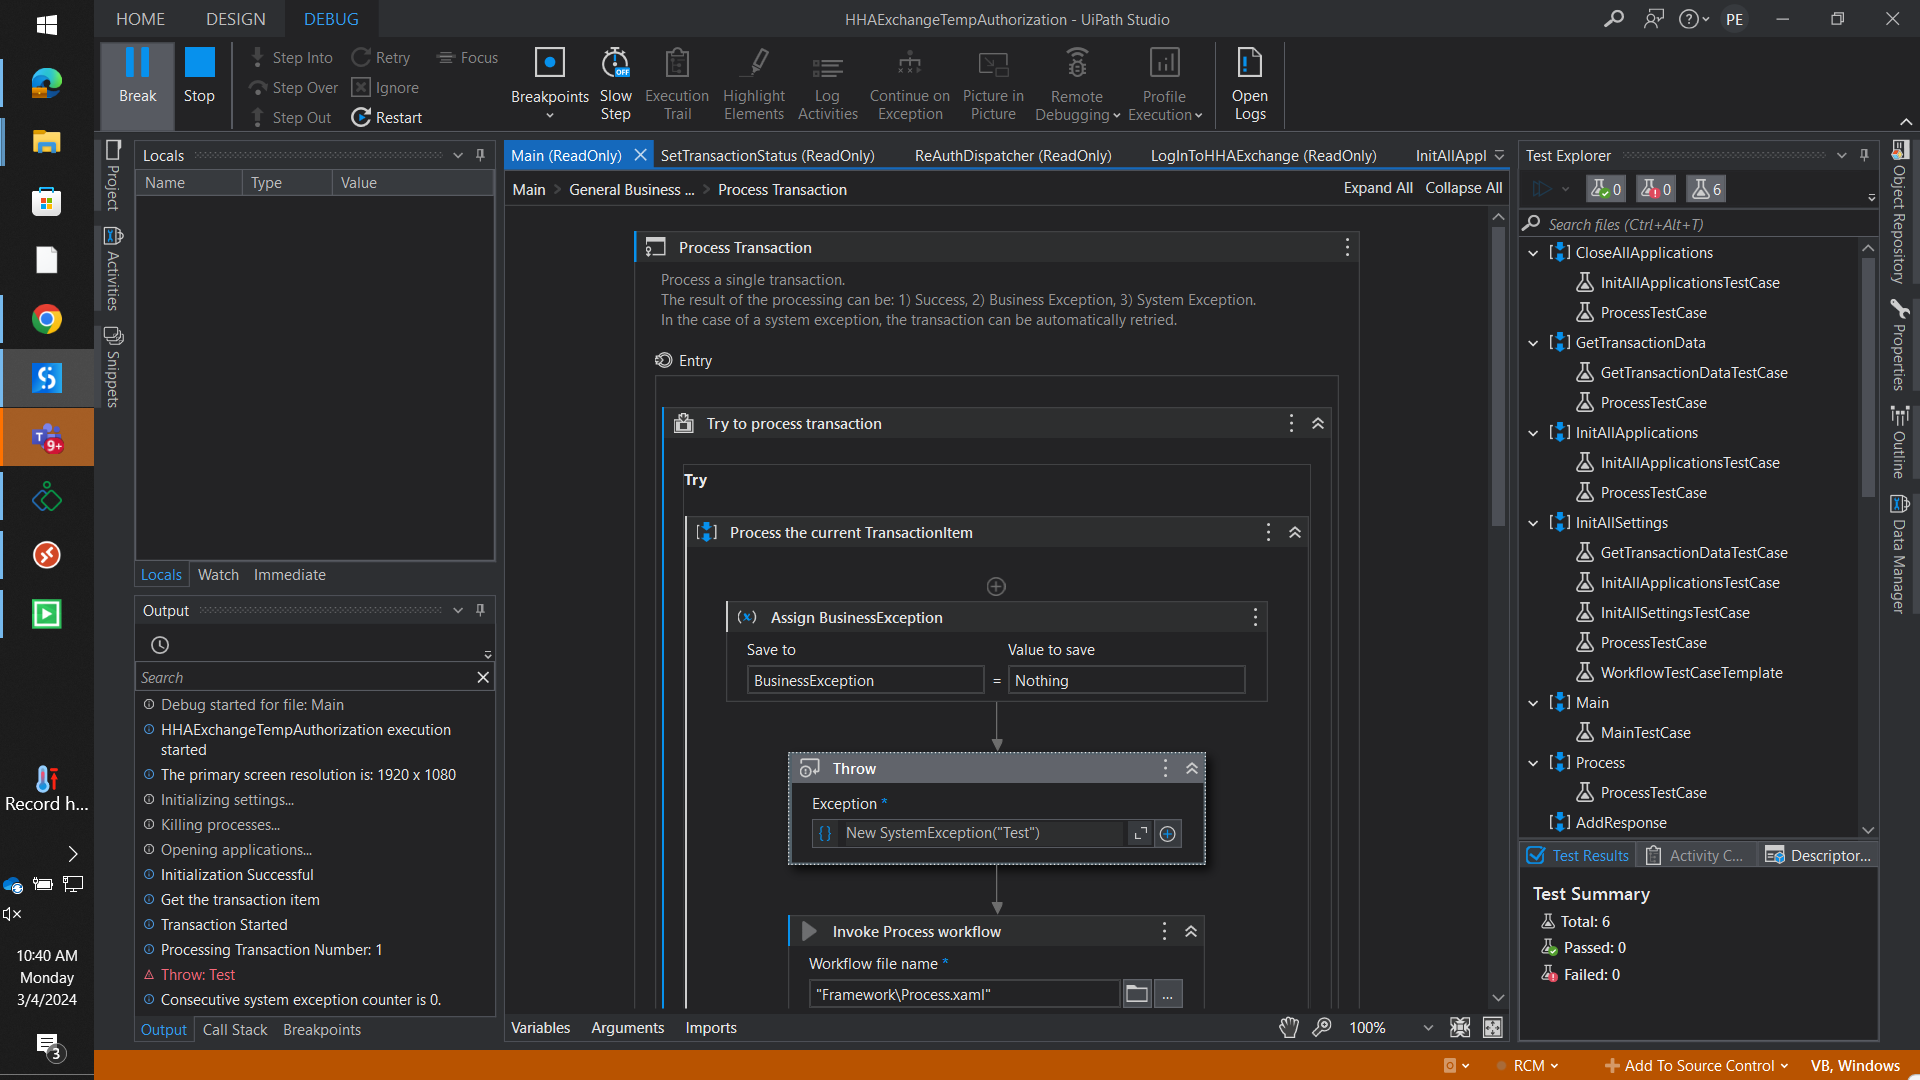 HOME DESIGN DEBUG
HHAExchangeTempAuthorization - UiPath Studio
PE
Break
Stop
Step Into
Step Over
Step Out
Retry
Ignore
Restart
Focus
Breakpoints
Slow Step
OFF
Execution Trail
Highlight Elements
Log Activities
Continue on Exception
Picture in Picture
Remote Debugging
Profile Execution
Open Logs
Project
Activities
Snippets
Locals
Name Type Value
Locals Watch Immediate
Output
Search
Debug started for file: Main
HHAExchangeTempAuthorization execution
started
The primary screen resolution is: 1920 x 1080
Initializing settings...
Killing processes...
Opening applications...
Initialization Successful
Get the transaction item
Transaction Started
Processing Transaction Number: 1
Throw: Test
Consecutive system exception counter is 0.
Output Call Stack Breakpoints
Main (ReadOnly) SetTransactionStatus (ReadOnly) ReAuthDispatcher (ReadOnly) LogInToHHAExchange (ReadOnly) InitAllAppl
Main > General Business ... > Process Transaction
Expand All Collapse All
Process Transaction
Process a single transaction.
The result of the processing can be: 1) Success, 2) Business Exception, 3) System Exception.
In the case of a system exception, the transaction can be automatically retried.
Entry
Try to process transaction
Try
Process the current TransactionItem
Assign BusinessException
Save to Value to save
BusinessException = Nothing
Throw
Exception *
New SystemException("Test")
Invoke Process workflow
Workflow file name *
"Framework\Process.xaml"
...
Variables Arguments Imports
100%
Test Explorer
0 0 6
Search files (Ctrl+Alt+T)
CloseAllApplications
InitAllApplicationsTestCase
ProcessTestCase
GetTransactionData
GetTransactionDataTestCase
ProcessTestCase
InitAllApplications
InitAllApplicationsTestCase
ProcessTestCase
InitAllSettings
GetTransactionDataTestCase
InitAllApplicationsTestCase
InitAllSettingsTestCase
ProcessTestCase
WorkflowTestCaseTemplate
Main
MainTestCase
Process
ProcessTestCase
AddResponse
Test Results Activity C... Descriptor...
Test Summary
Total: 6
Passed: 0
Failed: 0
Object Repository
Properties
Outline
Data Manager
T 9+
Record h...
10:40 AM
Monday
3/4/2024
3
RCM Add To Source Control VB, Windows